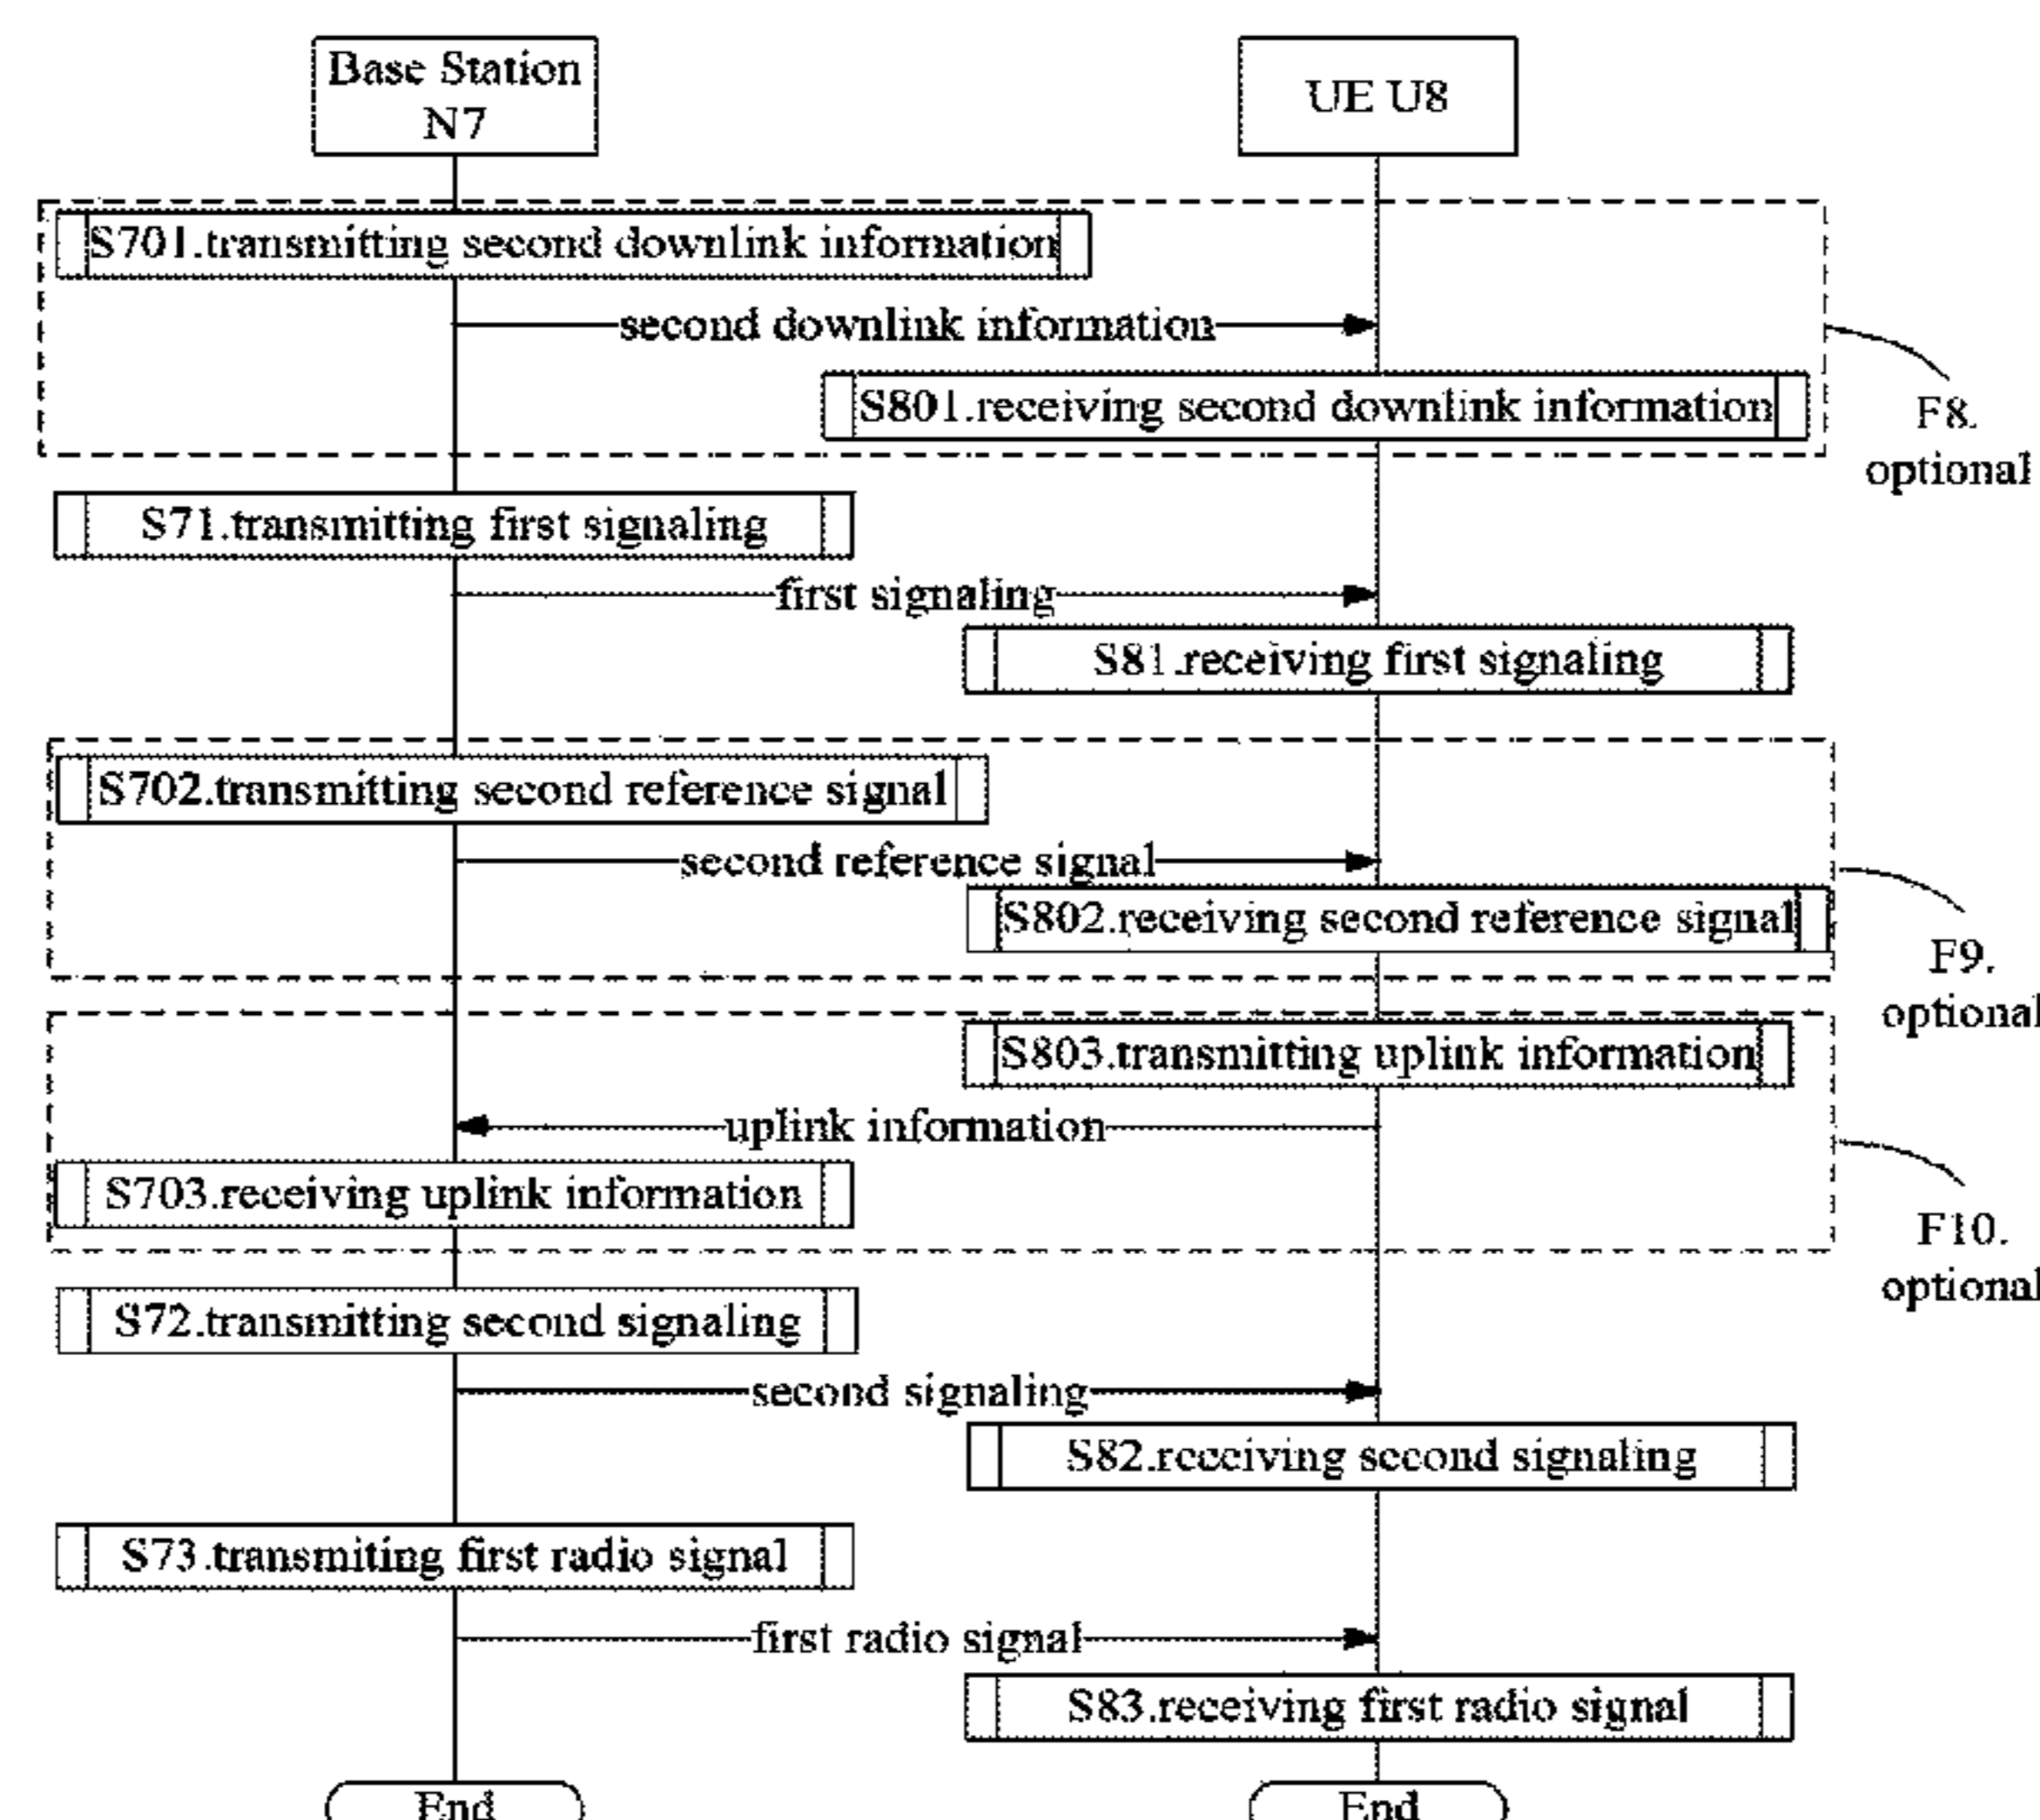 Base Station
N7
UE U8
S701.transmitting second downlink information
second downlink information
S801.receiving second downlink information
F8.
optional
S71.transmitting first signaling
first signaling
S81.receiving first signaling
S702.transmitting second reference signal
second reference signal
S802.receiving second reference signal
F9.
optional
S803.transmitting uplink information
uplink information
S703.receiving uplink information
F10.
optional
S72.transmitting second signaling
second signaling
S82.receiving second signaling
S73.transmiting first radio signal
first radio signal
S83.receiving first radio signal
End
End